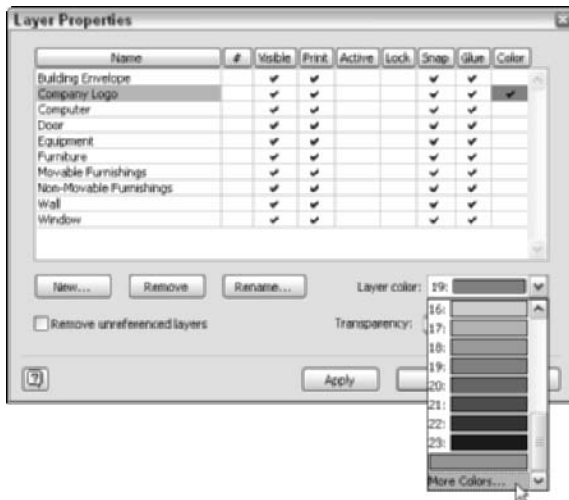 Layer Properties
Name # Visible Print Active Lock Snap Glue Color
Building Envelope
Company Logo
Computer
Door
Equipment
Furniture
Movable Furnishings
Non-Movable Furnishings
Wall
Window
New... Remove Rename... Layer color: 19:
Remove unreferenced layers Transparency:
16:
17:
18:
19:
20:
21:
22:
23:
More Colors...
? Apply